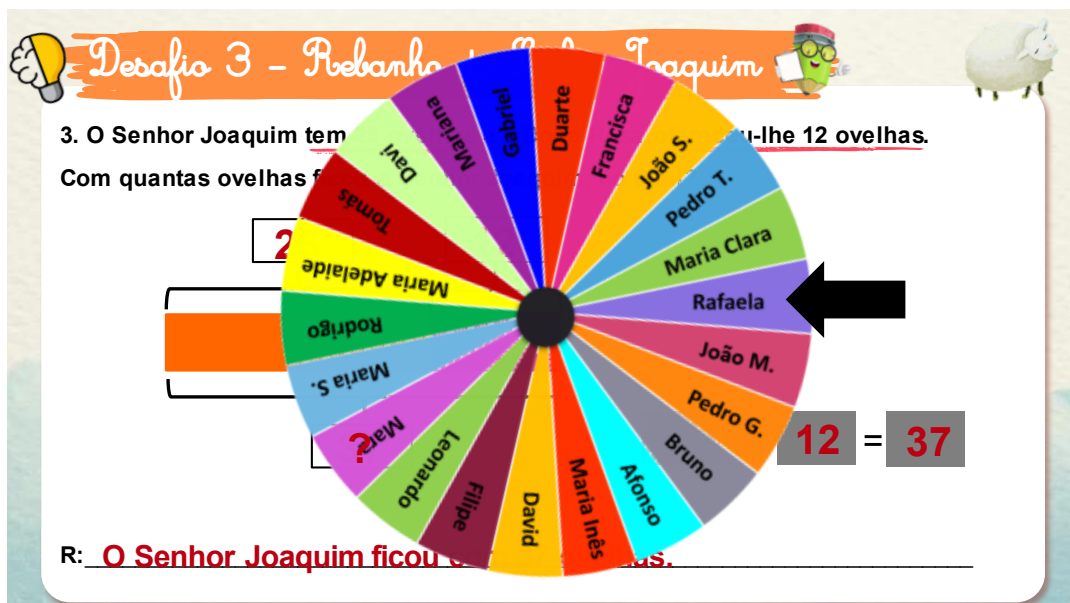 Desafio 3 - Rebanho Joaquim
3. O Senhor Joaquim tem -lhe 12 ovelhas.
Com quantas ovelhas
2
?
12 = 37
R: O Senhor Joaquim ficou
Duarte
Francisca
João S.
Pedro T.
Maria Clara
Rafaela
João M.
Pedro G.
Bruno
Afonso
Maria Inês
David
Filipe
Leonardo
Mara
Maria S.
Rodrigo
Maria Adelaide
Tomás
Davi
Mariana
Gabriel